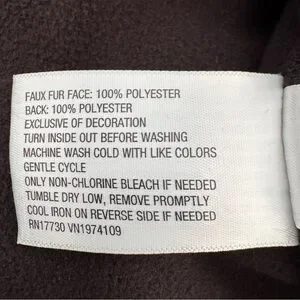 FAUX FUR FACE: 100% POLYESTER
BACK: 100% POLYESTER
EXCLUSIVE OF DECORATION
TURN INSIDE OUT BEFORE WASHING
MACHINE WASH COLD WITH LIKE COLORS
GENTLE CYCLE
ONLY NON-CHLORINE BLEACH IF NEEDED
TUMBLE DRY LOW, REMOVE PROMPTLY
COOL IRON ON REVERSE SIDE IF NEEDED
RN17730 VN1974109